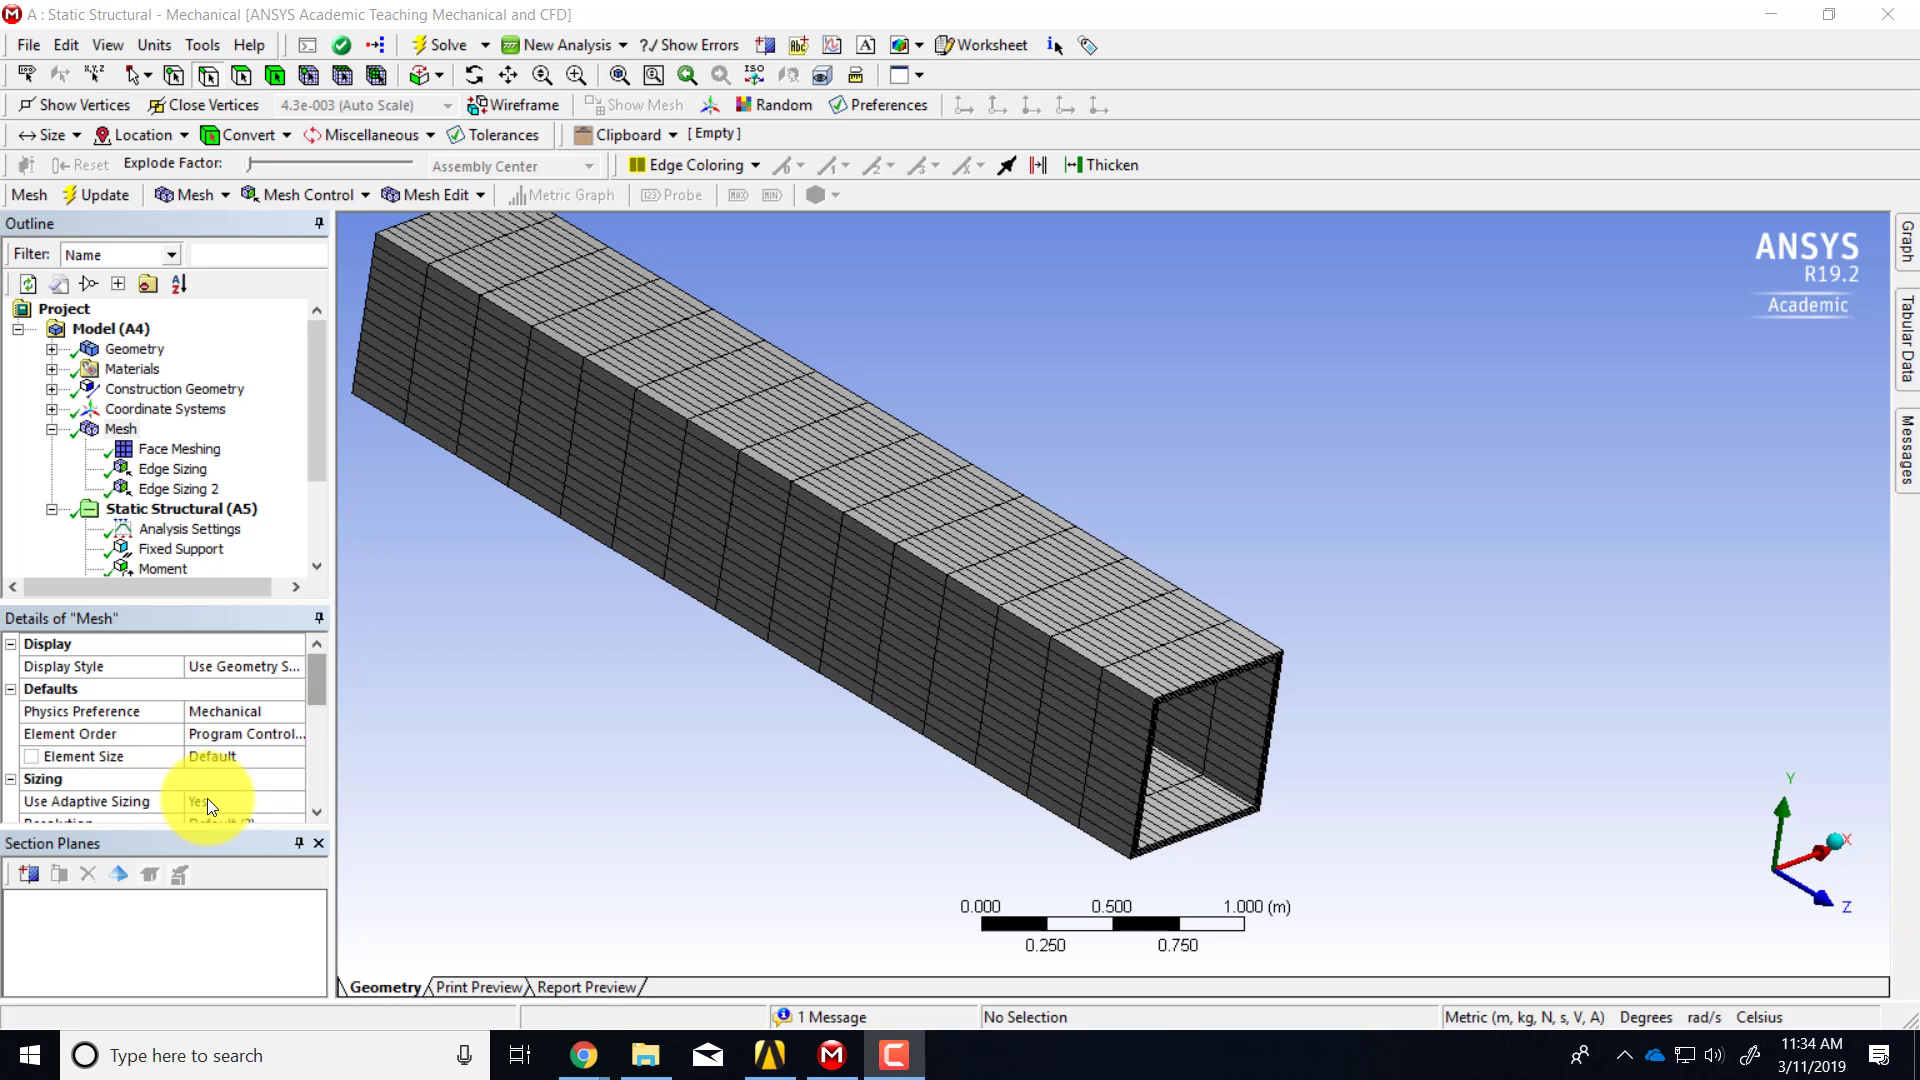 A : Static Structural - Mechanical [ANSYS Academic Teaching Mechanical and CFD]
File Edit View Units Tools Help Solve New Analysis ?/ Show Errors Worksheet
Show Vertices Close Vertices 4.3e-003 (Auto Scale) Wireframe Show Mesh Random Preferences
Size Location Convert Miscellaneous Tolerances Clipboard [ Empty ]
Reset Explode Factor: Assembly Center Edge Coloring Thicken
Mesh Update Mesh Mesh Control Mesh Edit Metric Graph Probe
Outline
Filter: Name
Project
Model (A4)
Geometry
Materials
Construction Geometry
Coordinate Systems
Mesh
Face Meshing
Edge Sizing
Edge Sizing 2
Static Structural (A5)
Analysis Settings
Fixed Support
Moment
Details of "Mesh"
Display
Display Style Use Geometry S...
Defaults
Physics Preference Mechanical
Element Order Program Control...
Element Size Default
Sizing
Use Adaptive Sizing Yes
Section Planes
ANSYS
R19.2
Academic
Graph
Tabular Data
Messages
Y
X
Z
0.000 0.500 1.000 (m)
0.250 0.750
Geometry Print Preview Report Preview
1 Message No Selection Metric (m, kg, N, s, V, A) Degrees rad/s Celsius
Type here to search
11:34 AM
3/11/2019